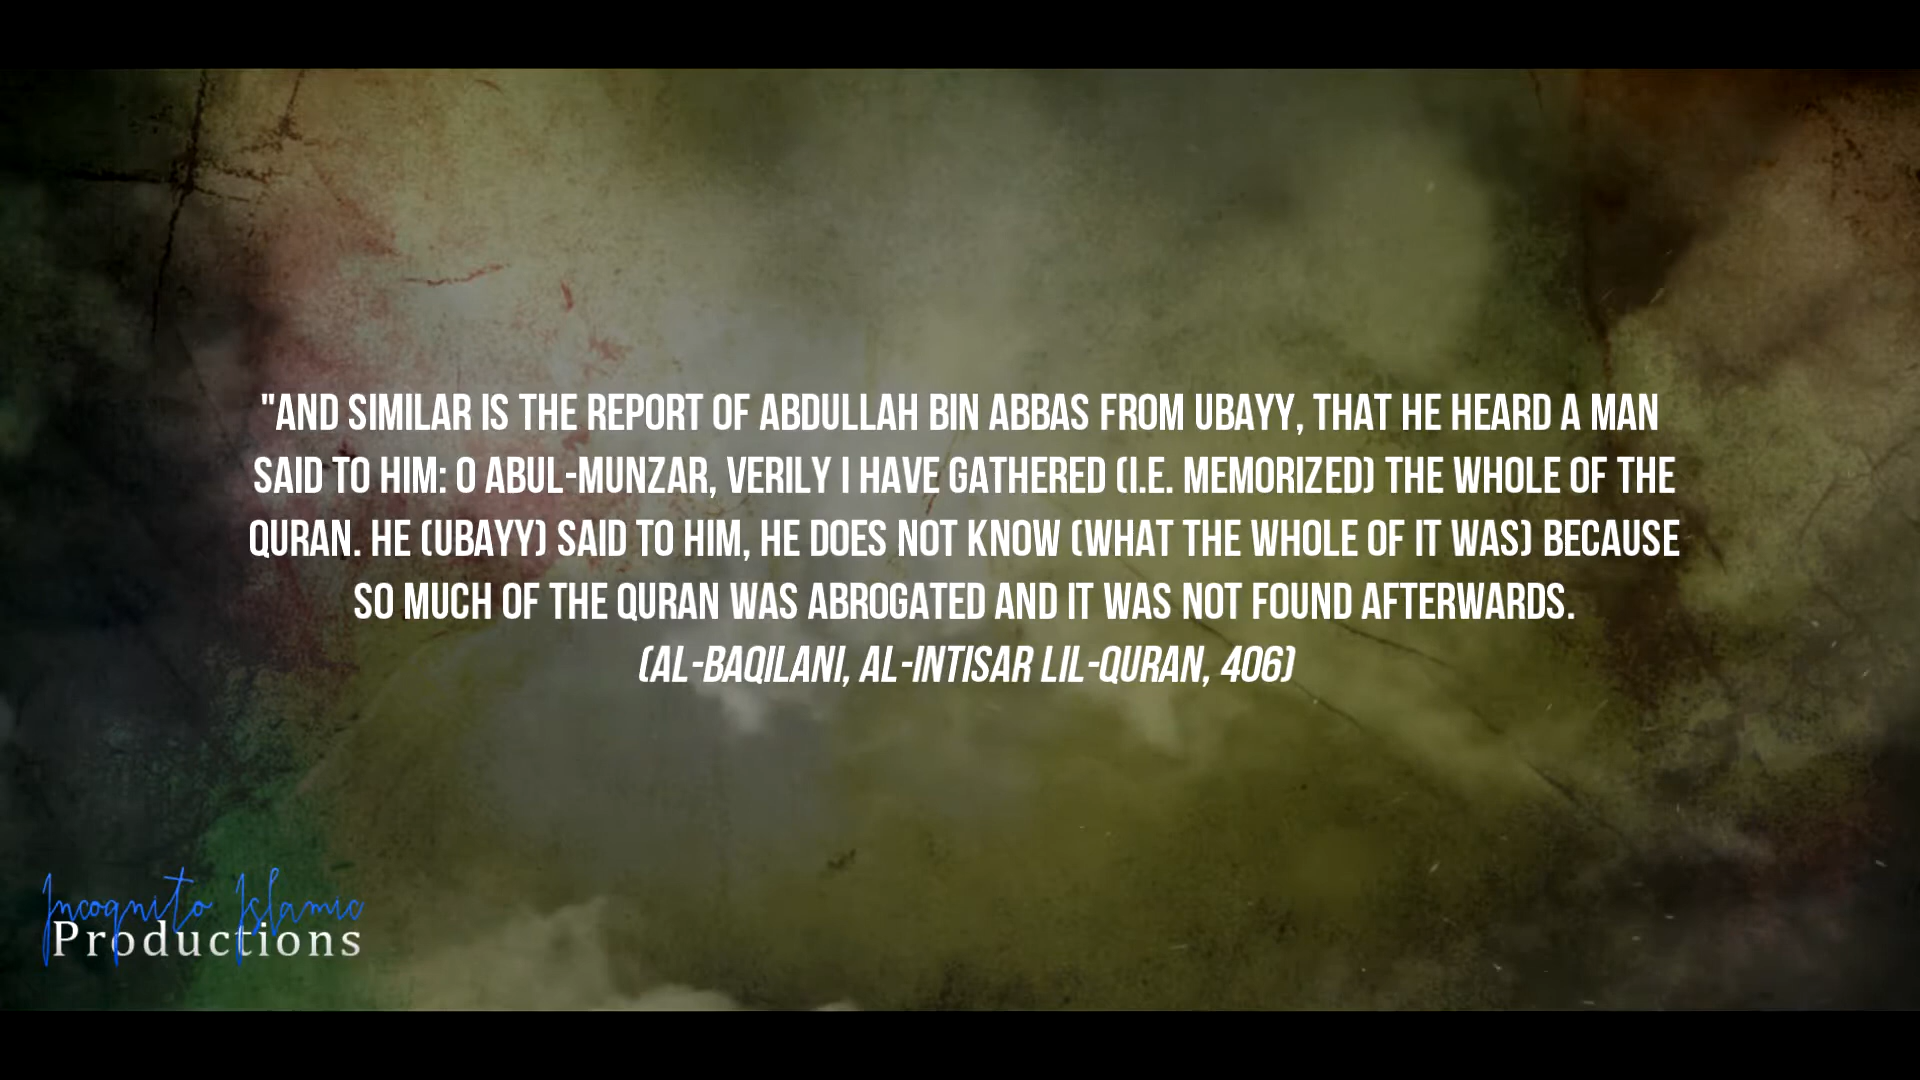 "AND SIMILAR IS THE REPORT OF ABDULLAH BIN ABBAS FROM UBAYY, THAT HE HEARD A MAN
SAID TO HIM: O ABUL-MUNZAR, VERILY I HAVE GATHERED (I.E. MEMORIZED) THE WHOLE OF THE
QURAN. HE (UBAYY) SAID TO HIM, HE DOES NOT KNOW (WHAT THE WHOLE OF IT WAS) BECAUSE
SO MUCH OF THE QURAN WAS ABROGATED AND IT WAS NOT FOUND AFTERWARDS.
(AL-BAQILANI, AL-INTISAR LIL-QURAN, 406)
Incognito Islamic
Productions